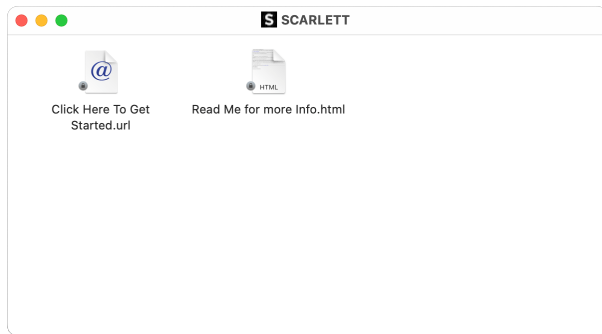 S SCARLETT
@
HTML
Click Here To Get
Started.url
Read Me for more Info.html